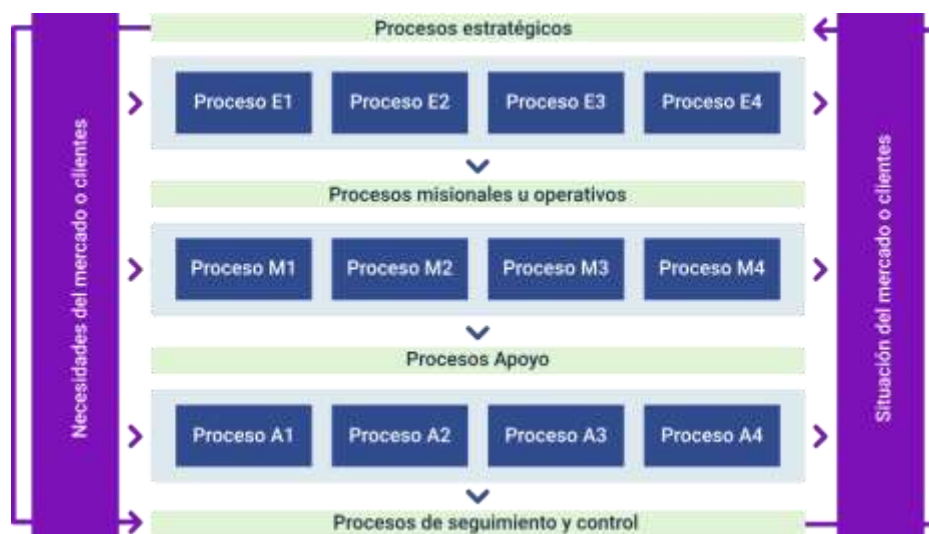 Procesos estratégicos
Necesidades del mercado o clientes
Proceso E1
Proceso E2
Proceso E3
Proceso E4
Situación del mercado o clientes
Procesos misionales u operativos
Proceso M1
Proceso M2
Proceso M3
Proceso M4
Procesos Apoyo
Proceso A1
Proceso A2
Proceso A3
Proceso A4
Procesos de seguimiento y control